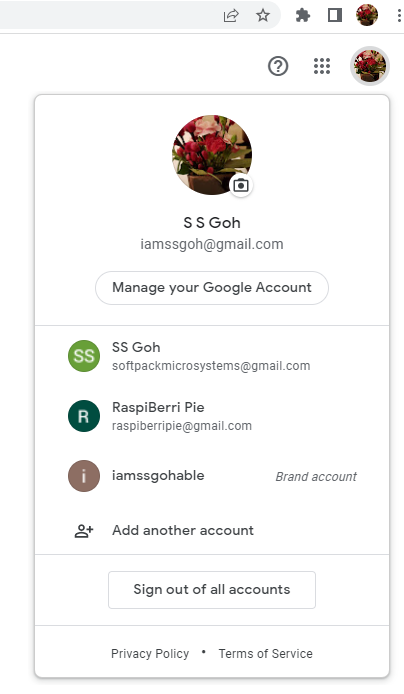 S S Goh
iamssgoh@gmail.com
Manage your Google Account
SS
SS Goh
softpackmicrosystems@gmail.com
R
RaspiBerri Pie
raspiberripie@gmail.com
i
iamssgohable
Brand account
Add another account
Sign out of all accounts
Privacy Policy • Terms of Service